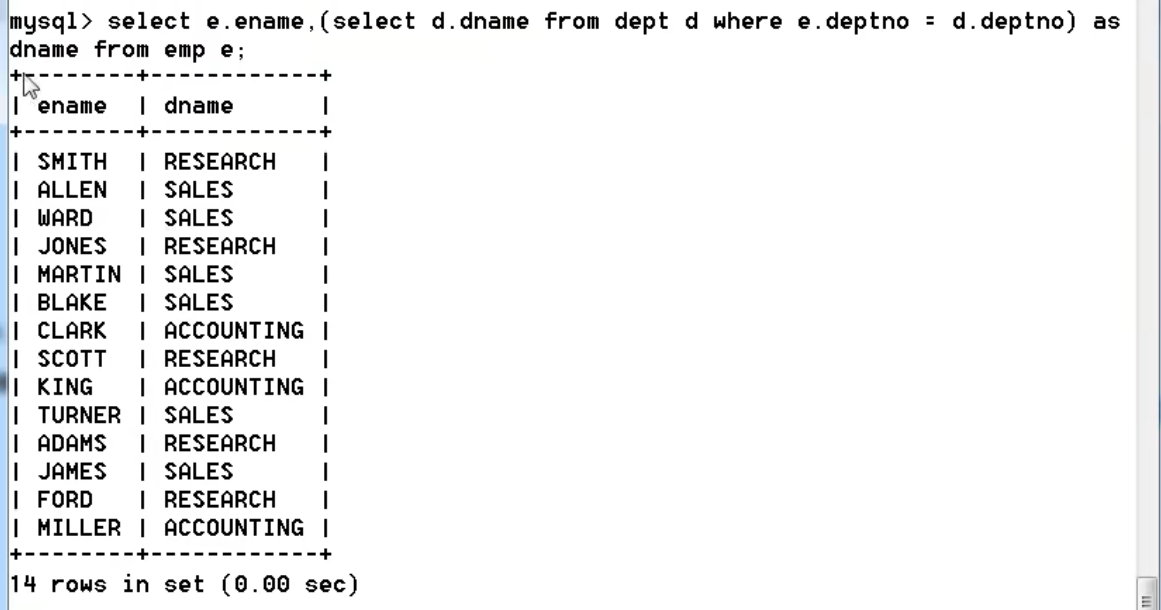 mysql> select e.ename,(select d.dname from dept d where e.deptno = d.deptno) as
dname from emp e;
+--------+------------+
| ename  | dname      |
+--------+------------+
| SMITH  | RESEARCH   |
| ALLEN  | SALES      |
| WARD   | SALES      |
| JONES  | RESEARCH   |
| MARTIN | SALES      |
| BLAKE  | SALES      |
| CLARK  | ACCOUNTING |
| SCOTT  | RESEARCH   |
| KING   | ACCOUNTING |
| TURNER | SALES      |
| ADAMS  | RESEARCH   |
| JAMES  | SALES      |
| FORD   | RESEARCH   |
| MILLER | ACCOUNTING |
+--------+------------+
14 rows in set (0.00 sec)